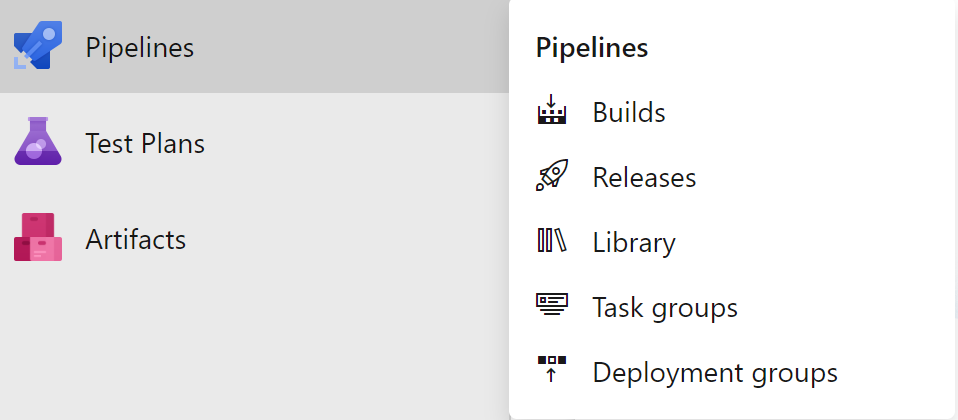 Pipelines
Test Plans
Artifacts
Pipelines
Builds
Releases
Library
Task groups
Deployment groups